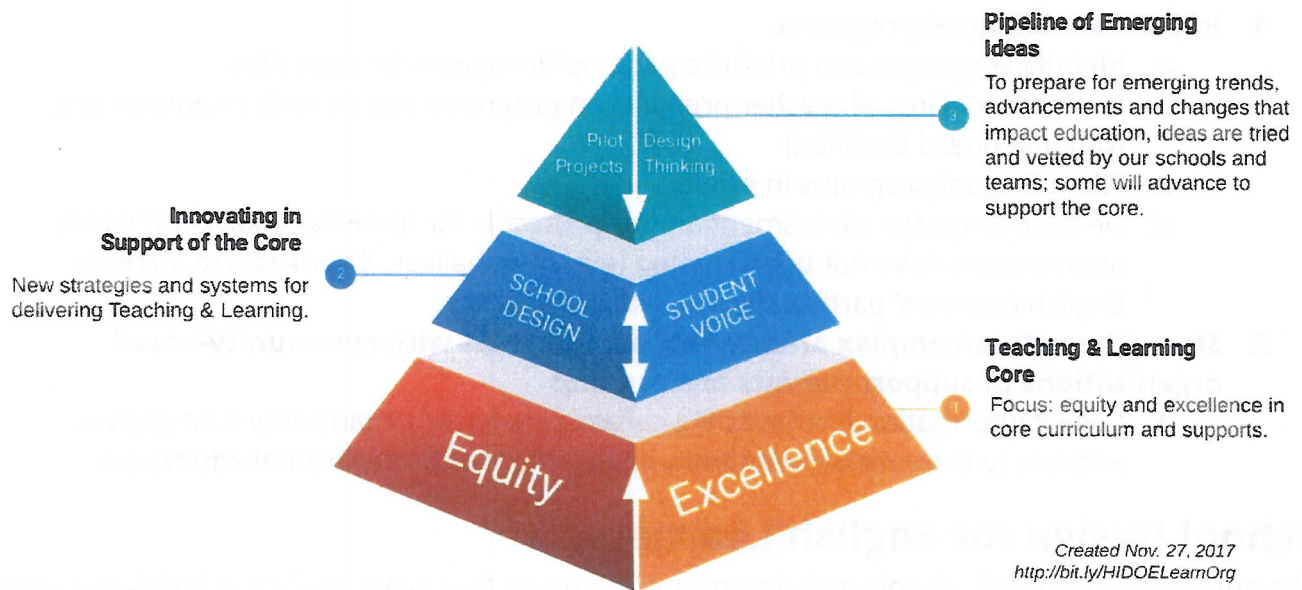 Pipeline of Emerging
Ideas
To prepare for emerging trends,
advancements and changes that
impact education, ideas are tried
and vetted by our schools and
teams; some will advance to
support the core.
3
Pilot
Projects
Design
Thinking
Innovating in
Support of the Core
New strategies and systems for
delivering Teaching & Learning.
2
SCHOOL
DESIGN
STUDENT
VOICE
Teaching & Learning
Core
Focus: equity and excellence in
core curriculum and supports.
1
Equity
Excellence
Created Nov. 27, 2017
http://bit.ly/HIDOELearnOrg